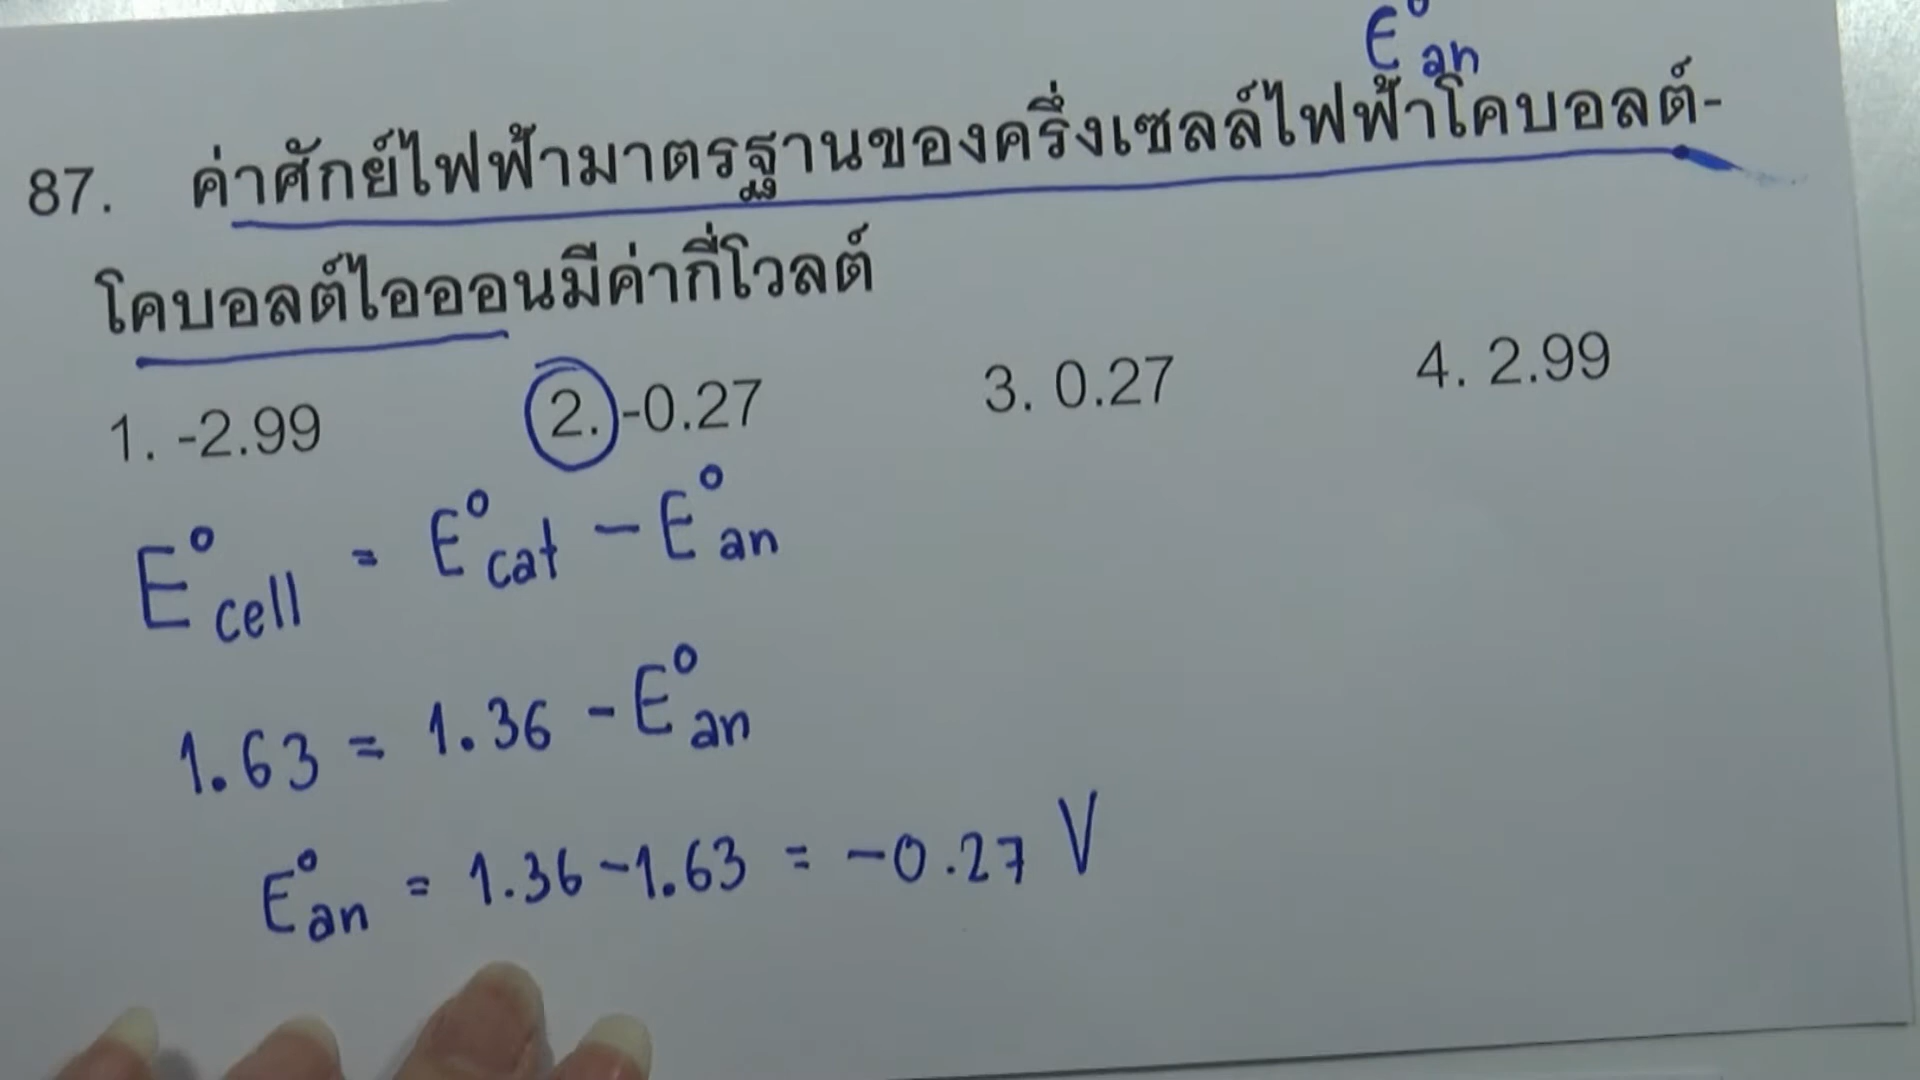 E°an
87. ค่าศักย์ไฟฟ้ามาตรฐานของครึ่งเซลล์ไฟฟ้าโคบอลต์-
โคบอลต์ไอออนมีค่ากี่โวลต์
1. -2.99 2. -0.27 3. 0.27 4. 2.99
E°cell = E°cat - E°an
1.63 = 1.36 - E°an
E°an = 1.36 - 1.63 = -0.27 V